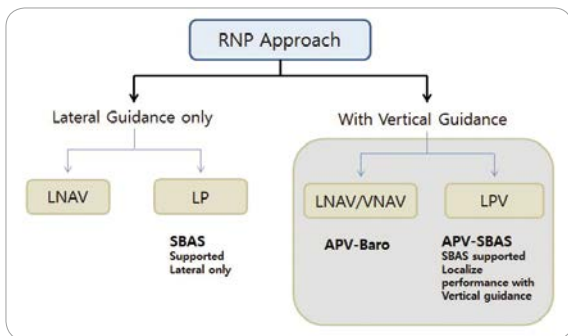 RNP Approach
Lateral Guidance only
With Vertical Guidance
LNAV
LP
LNAV/VNAV
LPV
SBAS
Supported
Lateral only
APV-Baro
APV-SBAS
SBAS supported
Localize
performance with
Vertical guidance